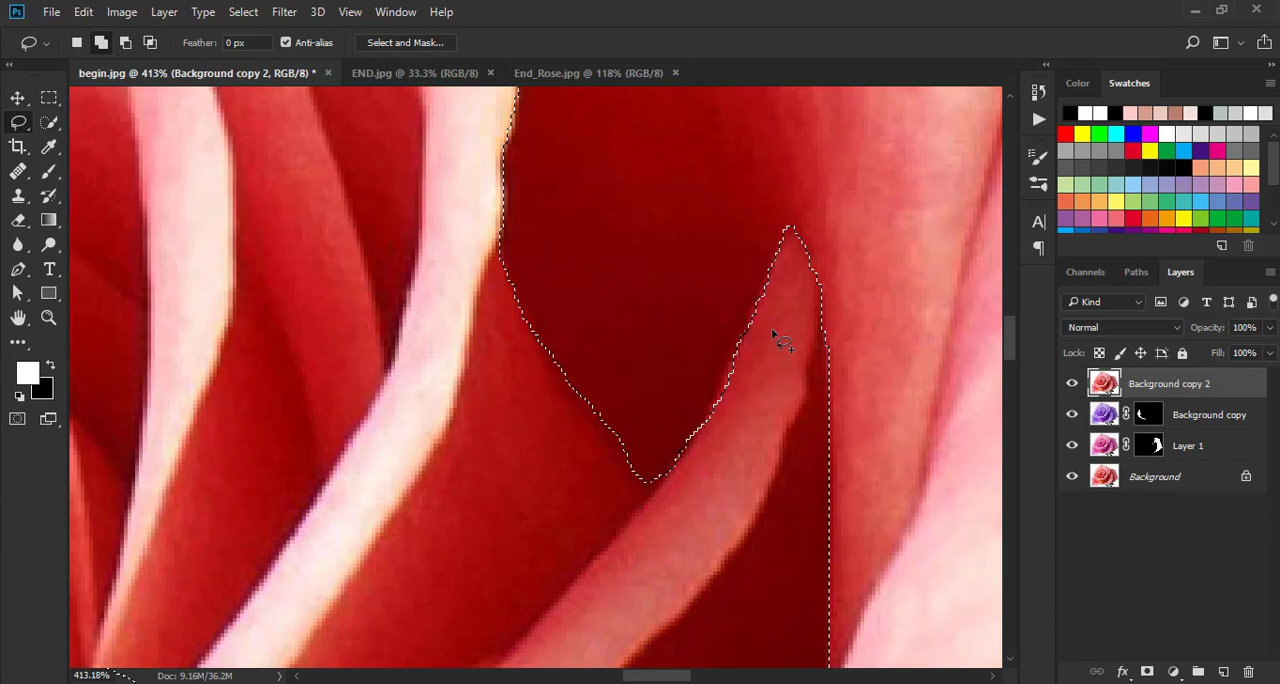 Ps File Edit Image Layer Type Select Filter 3D View Window Help
Feather: 0 px Anti-alias Select and Mask...
begin.jpg @ 413% (Background copy 2, RGB/8) * × END.jpg @ 33.3% (RGB/8) × End_Rose.jpg @ 118% (RGB/8) ×
Color Swatches
Channels Paths Layers
Kind
Normal Opacity: 100%
Lock: Fill: 100%
Background copy 2
Background copy
Layer 1
Background
413.18% Doc: 9.16M/36.2M